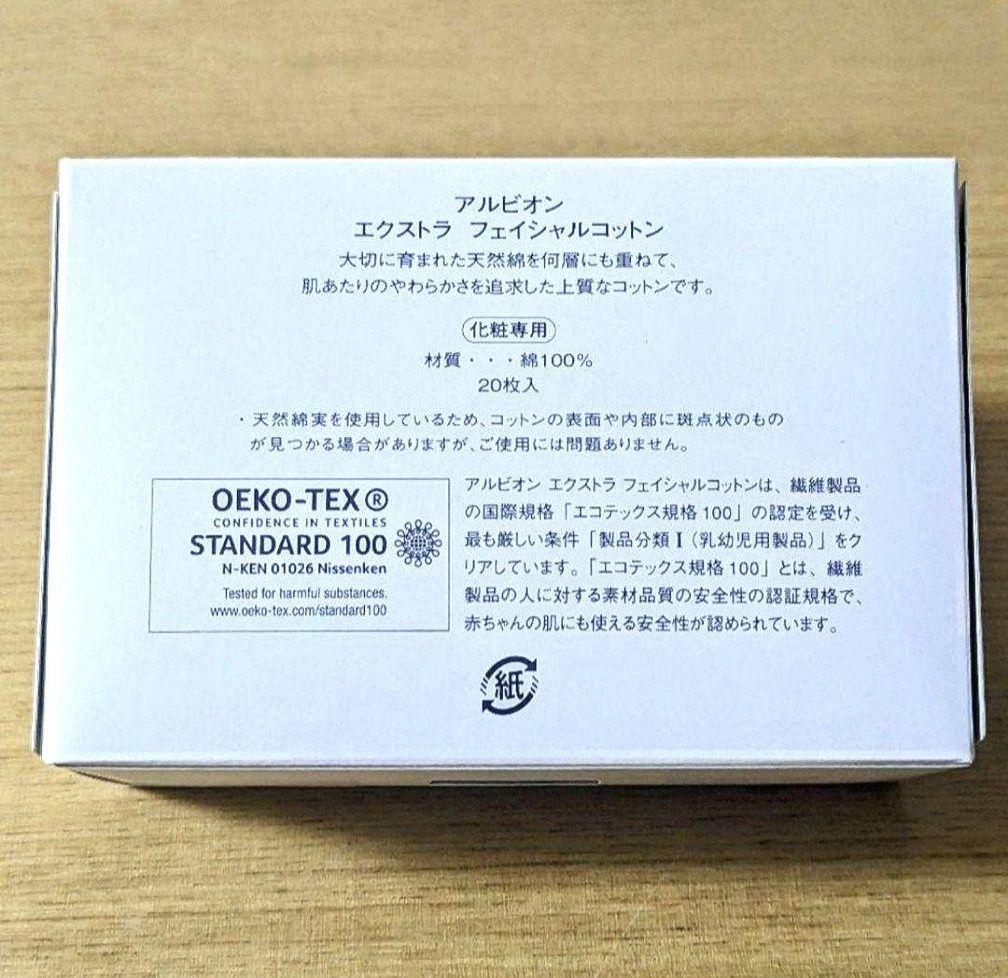 アルビオン
エクストラ フェイシャルコットン
大切に育まれた天然綿を何層にも重ねて、
肌あたりのやわらかさを追求した上質なコットンです。
化粧専用
材質・・・綿100%
20枚入
・天然綿実を使用しているため、コットンの表面や内部に斑点状のもの
が見つかる場合がありますが、ご使用には問題ありません。
OEKO-TEX®
CONFIDENCE IN TEXTILES
STANDARD 100
N-KEN 01026 Nissenken
Tested for harmful substances.
www.oeko-tex.com/standard100
アルビオン エクストラ フェイシャルコットンは、繊維製品
の国際規格「エコテックス規格100」の認定を受け、
最も厳しい条件「製品分類Ⅰ(乳幼児用製品)」をク
リアしています。「エコテックス規格100」とは、繊維
製品の人に対する素材品質の安全性の認証規格で、
赤ちゃんの肌にも使える安全性が認められています。
紙